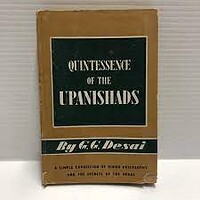 QUINTESSENCE
OF THE
UPANISHADS
By G. G. Desai
A SIMPLE EXPOSITION OF HINDU PHILOSOPHY
AND THE SECRETS OF THE VEDAS